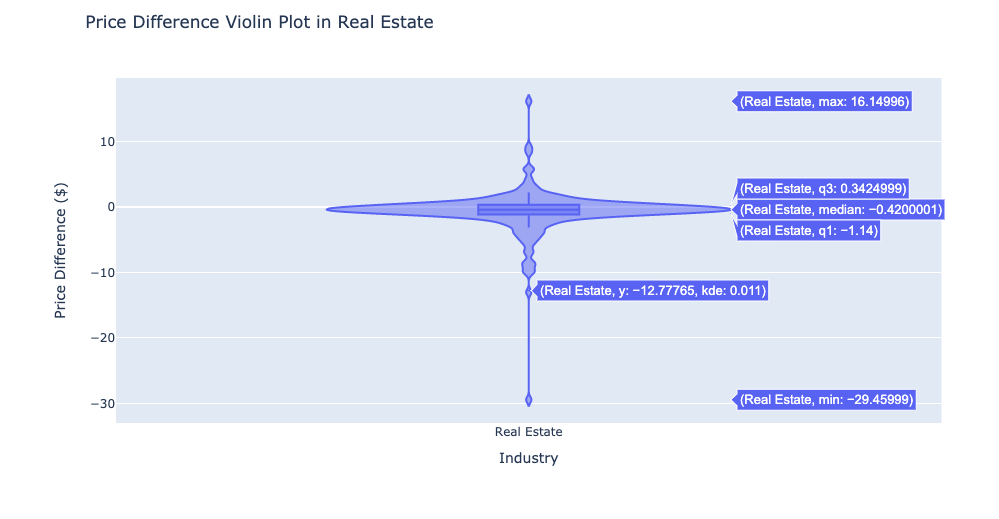 Price Difference Violin Plot in Real Estate
(Real Estate, max: 16.14996)
10
(Real Estate, q3: 0.3424999)
0
(Real Estate, median: −0.4200001)
(Real Estate, q1: −1.14)
Price Difference ($)
−10
(Real Estate, y: −12.77765, kde: 0.011)
−20
−30
(Real Estate, min: −29.45999)
Real Estate
Industry